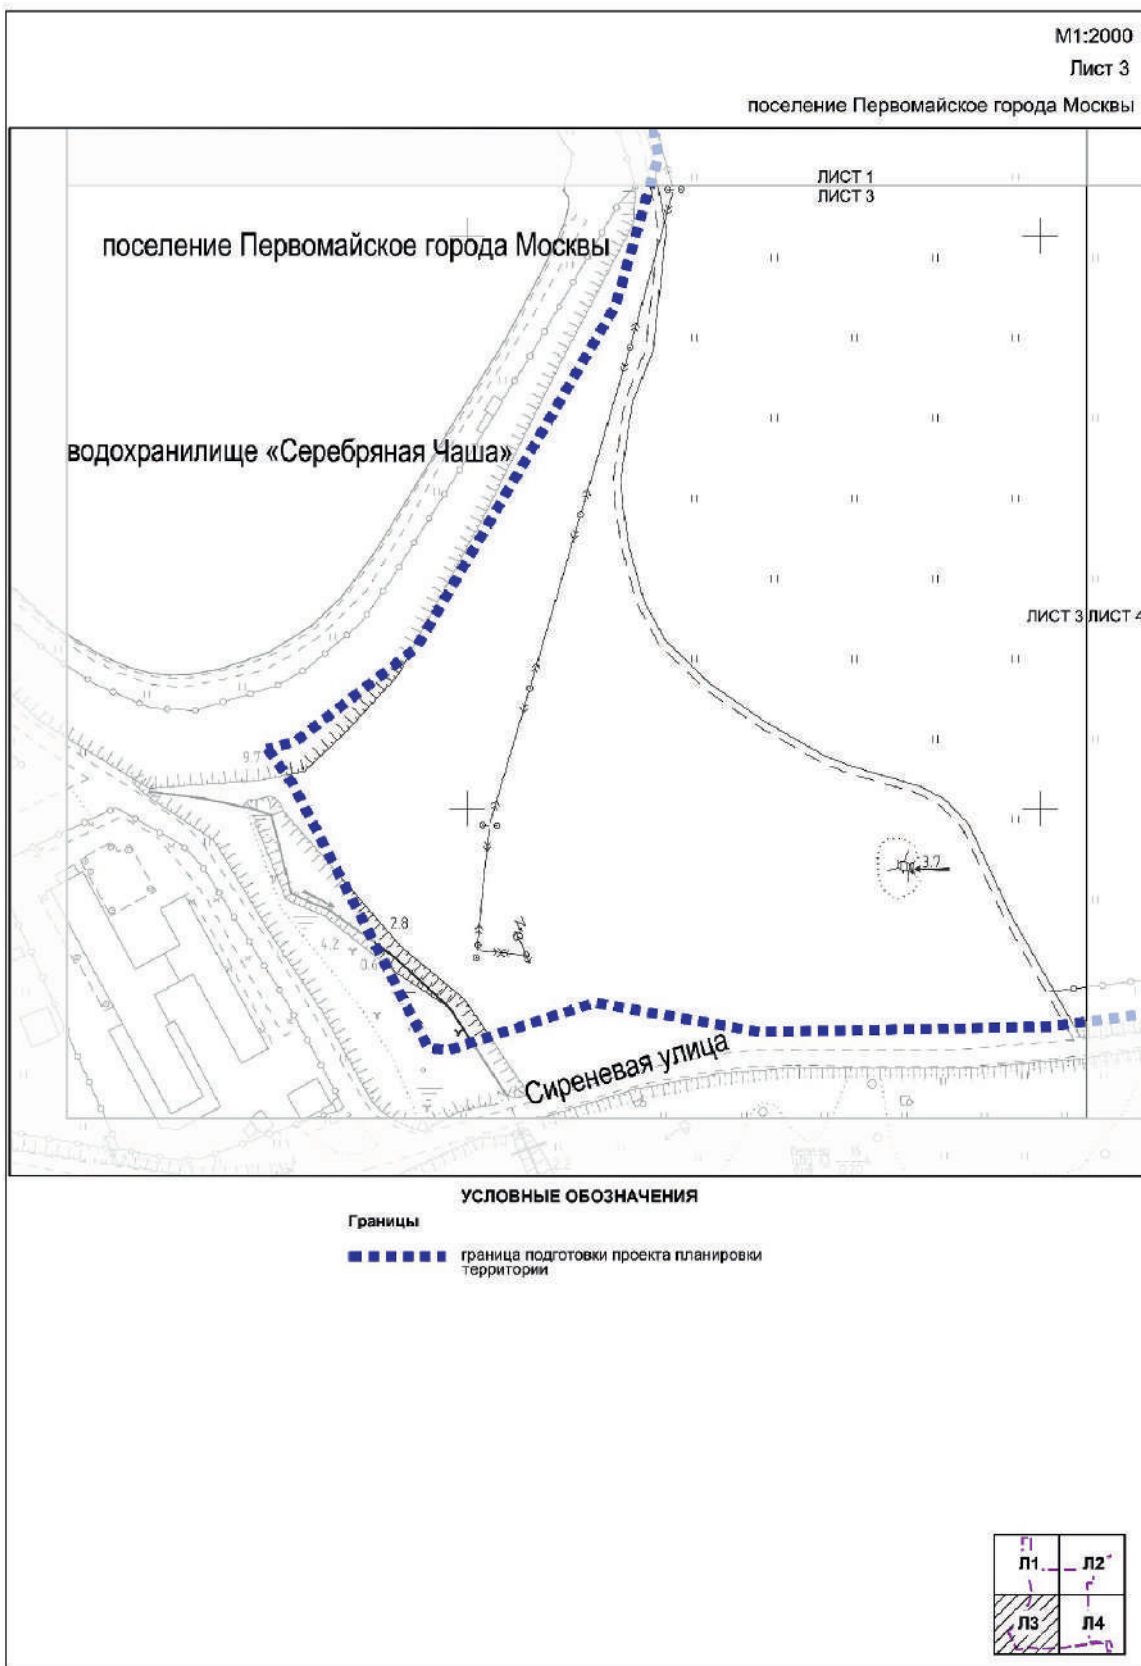 М1:2000
Лист 3
поселение Первомайское города Москвы
ЛИСТ 1
ЛИСТ 3
поселение Первомайское города Москвы
водохранилище «Серебряная Чаша»
ЛИСТ 3 ЛИСТ 4
9.7
3.7
2.8
4.2
0.6
Сиреневая улица
2.2
УСЛОВНЫЕ ОБОЗНАЧЕНИЯ
Границы
граница подготовки проекта планировки
территории
Л1 Л2
Л3 Л4